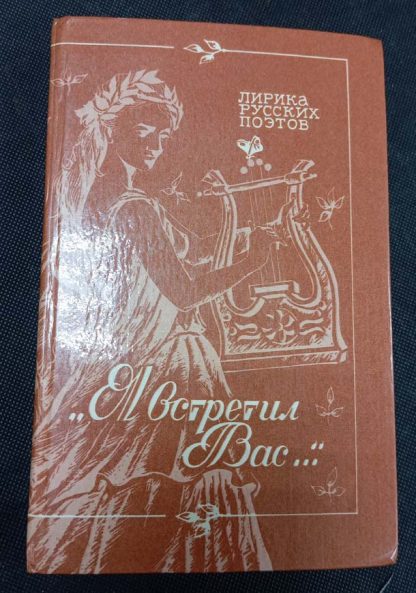 ЛИРИКА
РУССКИХ
ПОЭТОВ
„Я встретил
Вас...“